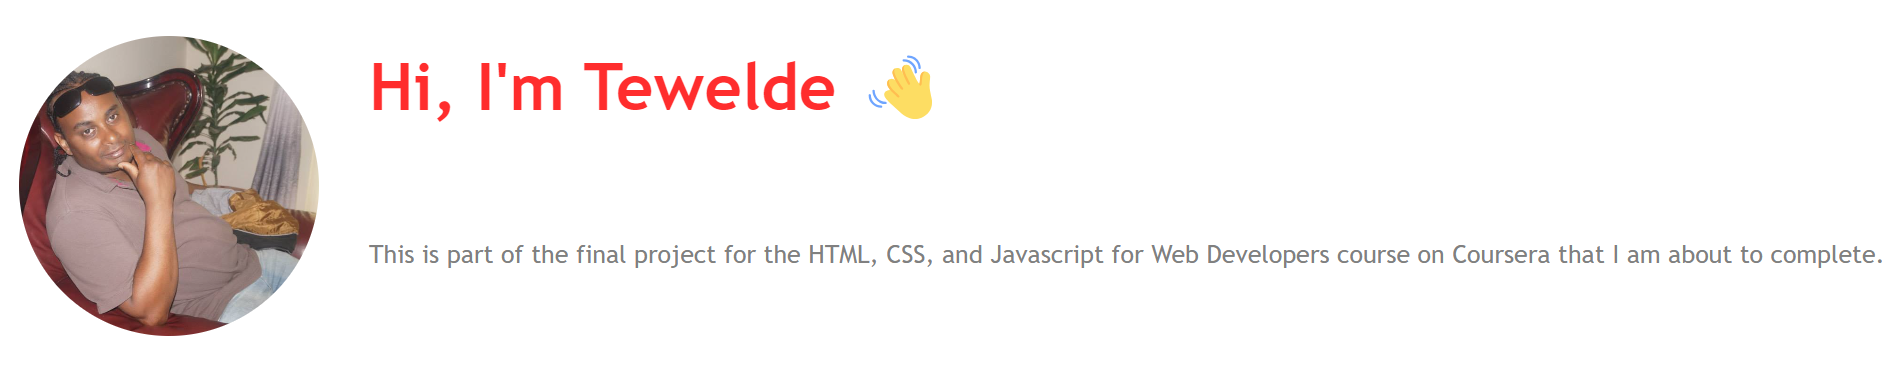 Hi, I'm Tewelde 👋
This is part of the final project for the HTML, CSS, and Javascript for Web Developers course on Coursera that I am about to complete.